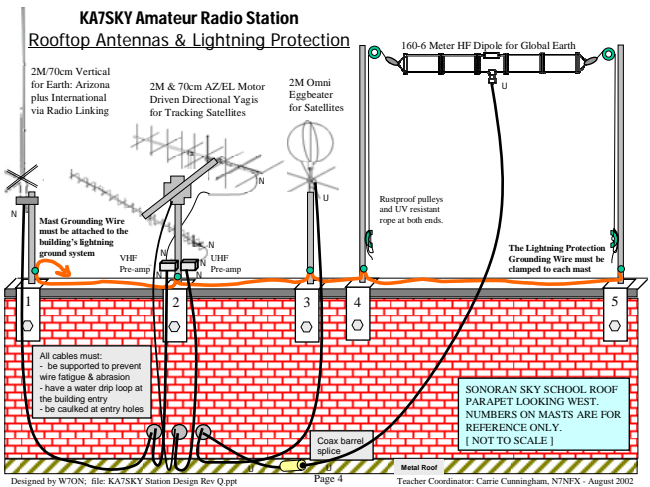 KA7SKY Amateur Radio Station
Rooftop Antennas & Lightning Protection
160-6 Meter HF Dipole for Global Earth
2M/70cm Vertical
for Earth: Arizona
plus International
via Radio Linking
2M & 70cm AZ/EL Motor
Driven Directional Yagis
for Tracking Satellites
2M Omni
Eggbeater
for Satellites
U
N
U
N
Mast Grounding Wire
must be attached to the
building's lightning
ground system
Rustproof pulleys
and UV resistant
rope at both ends.
N
N
VHF
Pre-amp
N
N
UHF
Pre-amp
The Lightning Protection
Grounding Wire must be
clamped to each mast
1
2
3
4
5
All cables must:
- be supported to prevent
wire fatigue & abrasion
- have a water drip loop at
the building entry
- be caulked at entry holes
SONORAN SKY SCHOOL ROOF
PARAPET LOOKING WEST.
NUMBERS ON MASTS ARE FOR
REFERENCE ONLY.
[ NOT TO SCALE ]
Coax barrel
splice
U
U
Metal Roof
Designed by W7ON; file: KA7SKY Station Design Rev Q.ppt
Page 4
Teacher Coordinator: Carrie Cunningham, N7NFX - August 2002